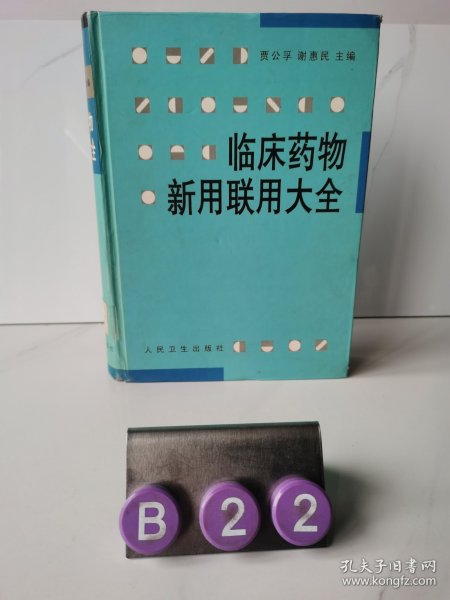 贾公孚 谢惠民 主编
临床药物
新用联用大全
人民卫生出版社
B 2 2
孔夫子旧书网
www.kongfz.com